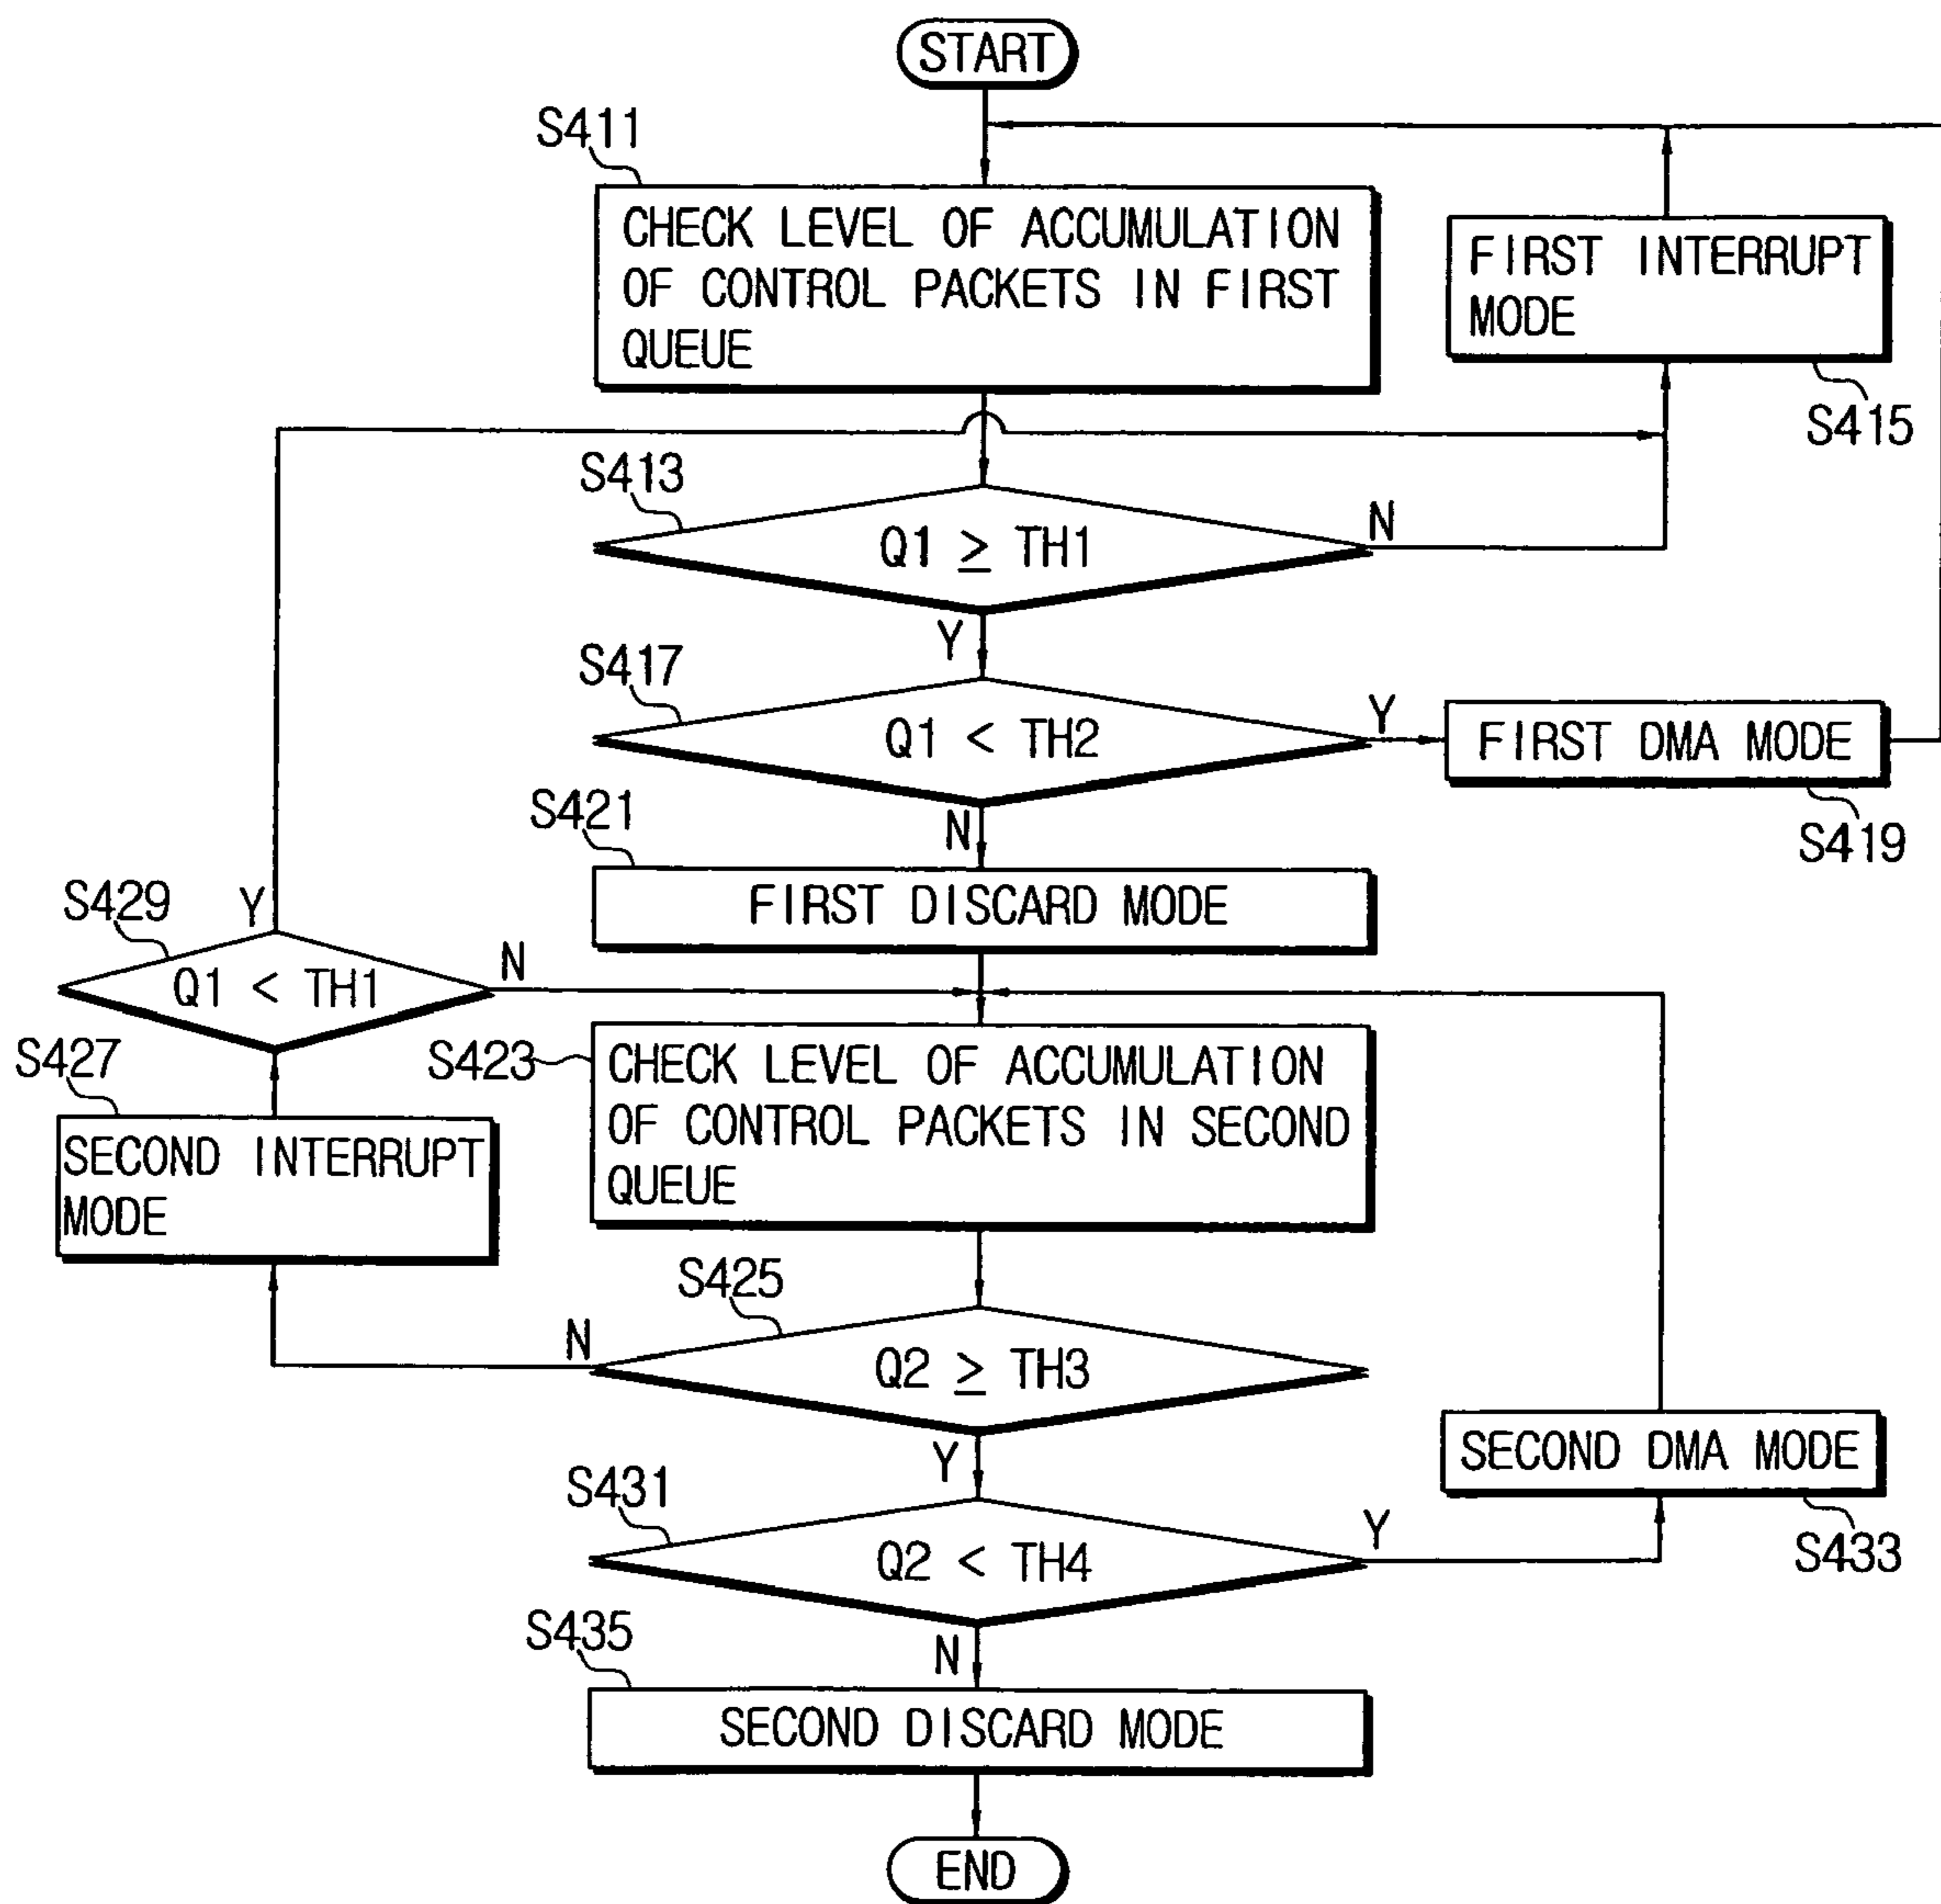 START
S411
CHECK LEVEL OF ACCUMULATION
OF CONTROL PACKETS IN FIRST
QUEUE
FIRST INTERRUPT
MODE
S415
S413
Q1 ≥ TH1
N
Y
S417
Q1 < TH2
Y
FIRST DMA MODE
S419
N
S421
FIRST DISCARD MODE
S429
Y
Q1 < TH1
N
S427
SECOND INTERRUPT
MODE
S423
CHECK LEVEL OF ACCUMULATION
OF CONTROL PACKETS IN SECOND
QUEUE
S425
N
Q2 ≥ TH3
Y
SECOND DMA MODE
S433
S431
Q2 < TH4
Y
N
S435
SECOND DISCARD MODE
END